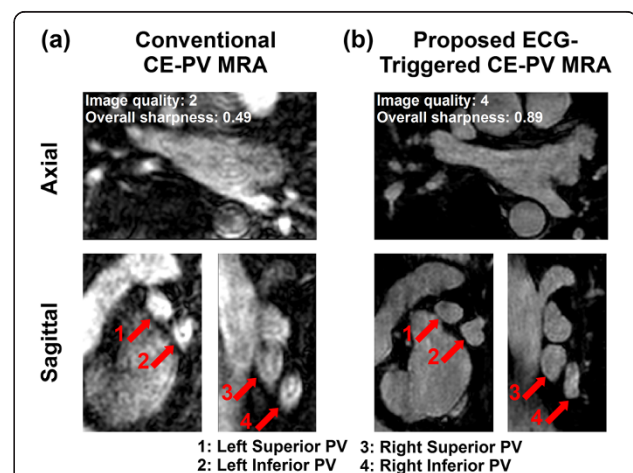 (a) Conventional
CE-PV MRA
(b) Proposed ECG-
Triggered CE-PV MRA
Axial
Image quality: 2
Overall sharpness: 0.49
Image quality: 4
Overall sharpness: 0.89
Sagittal
1
2
3
4
1
2
3
4
1: Left Superior PV 3: Right Superior PV
2: Left Inferior PV 4: Right Inferior PV